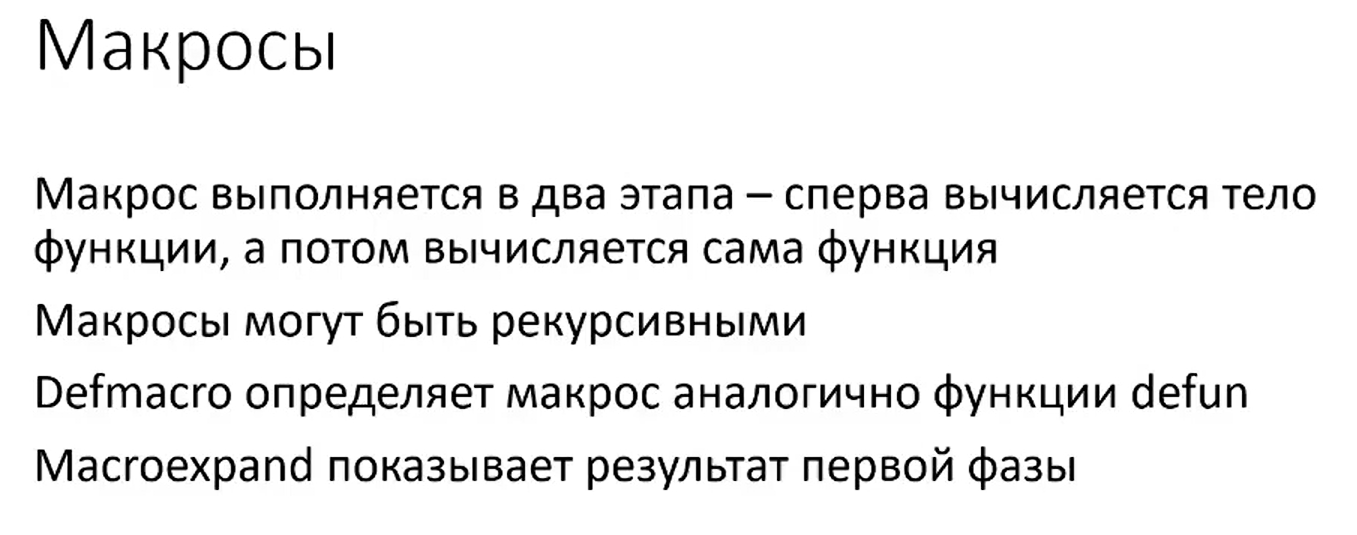 Макросы
Макрос выполняется в два этапа – сперва вычисляется тело
функции, а потом вычисляется сама функция
Макросы могут быть рекурсивными
Defmacro определяет макрос аналогично функции defun
Macroexpand показывает результат первой фазы